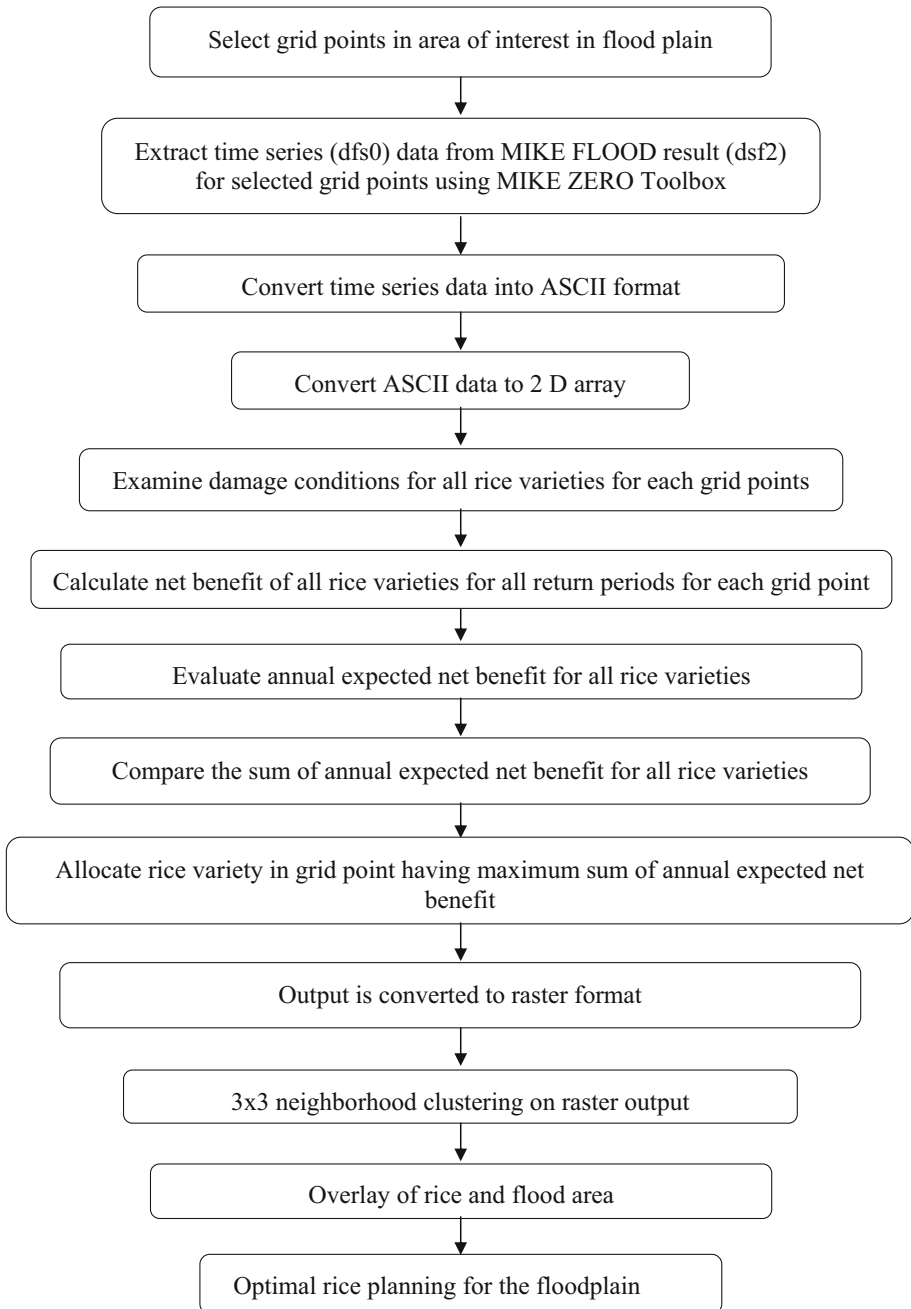 Select grid points in area of interest in flood plain
Extract time series (dfs0) data from MIKE FLOOD result (dsf2)
for selected grid points using MIKE ZERO Toolbox
Convert time series data into ASCII format
Convert ASCII data to 2 D array
Examine damage conditions for all rice varieties for each grid points
Calculate net benefit of all rice varieties for all return periods for each grid point
Evaluate annual expected net benefit for all rice varieties
Compare the sum of annual expected net benefit for all rice varieties
Allocate rice variety in grid point having maximum sum of annual expected net
benefit
Output is converted to raster format
3x3 neighborhood clustering on raster output
Overlay of rice and flood area
Optimal rice planning for the floodplain